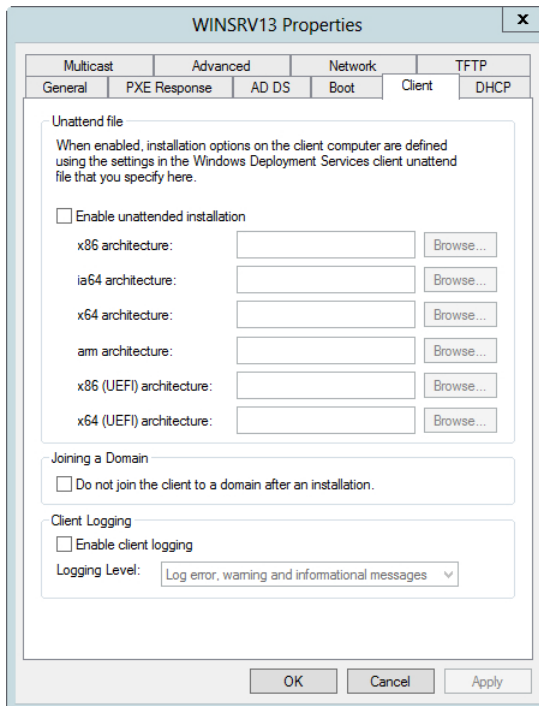 WINSRV13 Properties
x
Multicast Advanced Network TFTP
General PXE Response AD DS Boot Client DHCP
Unattend file
When enabled, installation options on the client computer are defined
using the settings in the Windows Deployment Services client unattend
file that you specify here.
Enable unattended installation
x86 architecture: Browse...
ia64 architecture: Browse...
x64 architecture: Browse...
arm architecture: Browse...
x86 (UEFI) architecture: Browse...
x64 (UEFI) architecture: Browse...
Joining a Domain
Do not join the client to a domain after an installation.
Client Logging
Enable client logging
Logging Level: Log error, warning and informational messages
OK Cancel Apply